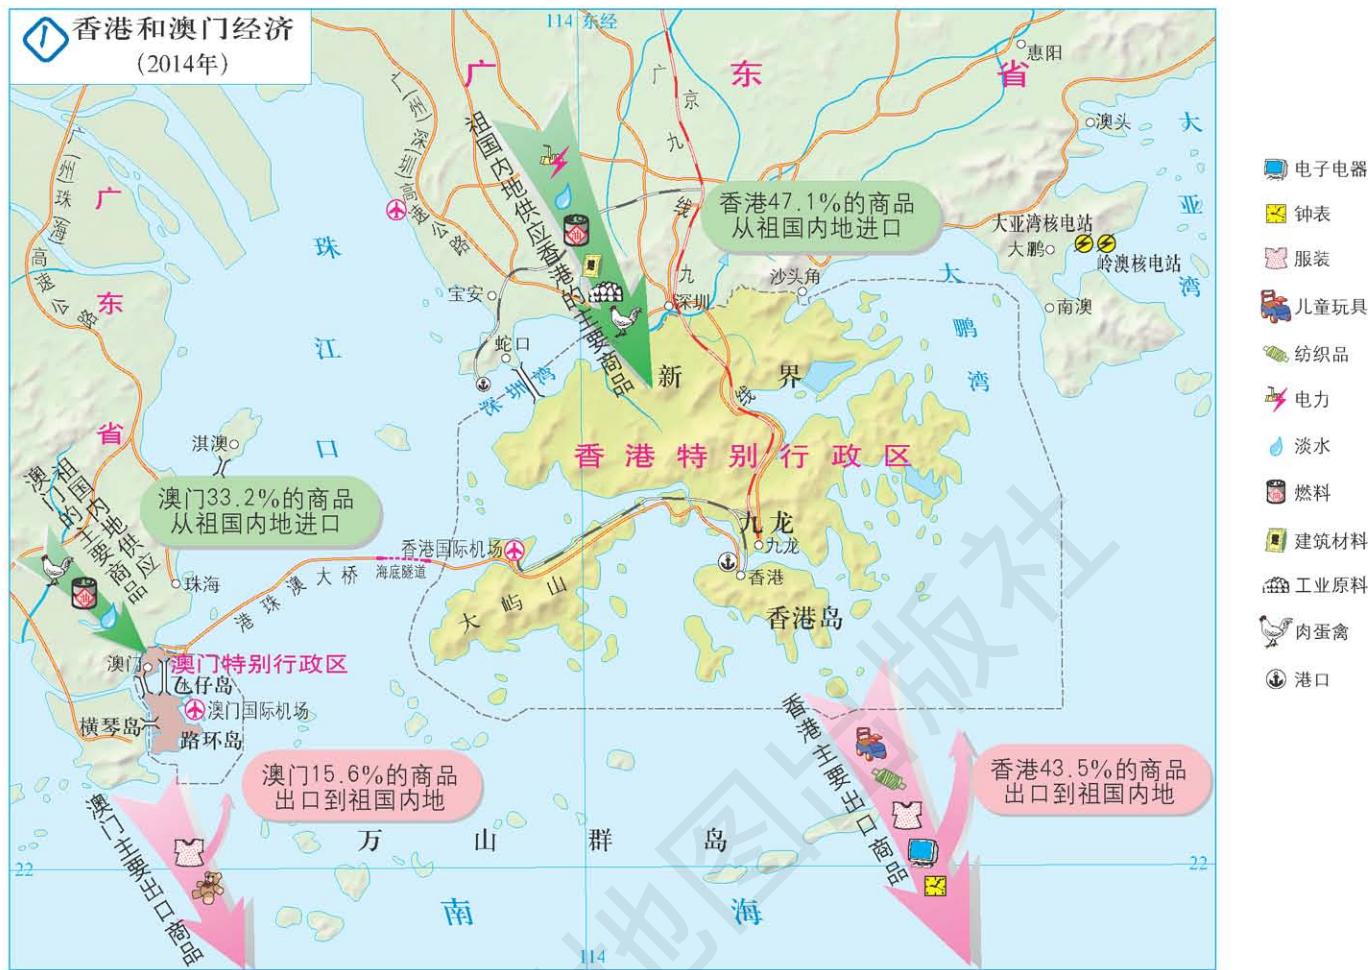 香港和澳门经济
(2014年)
114 东经
广东省
惠阳
澳头
大亚湾
广(州)深(圳)高速公路
广(州)珠(海)高速公路
广九线
京九线
祖国内地供应香港的主要商品
香港47.1%的商品
从祖国内地进口
大亚湾核电站
大鹏
岭澳核电站
南澳
大鹏湾
沙头角
深圳
宝安
蛇口
深圳湾
珠江口
广东省
淇澳
新界
香港特别行政区
澳门33.2%的商品
从祖国内地进口
祖国内地供应
澳门的主要商品
珠海
港珠澳大桥
海底隧道
香港国际机场
大屿山
九龙
九龙
香港
香港岛
澳门
澳门特别行政区
氹仔岛
澳门国际机场
横琴岛
路环岛
澳门15.6%的商品
出口到祖国内地
澳门主要出口商品
香港主要出口商品
香港43.5%的商品
出口到祖国内地
万山群岛
22
22
南海
114
电子电器
钟表
服装
儿童玩具
纺织品
电力
淡水
燃料
建筑材料
工业原料
肉蛋禽
港口
地图出版社